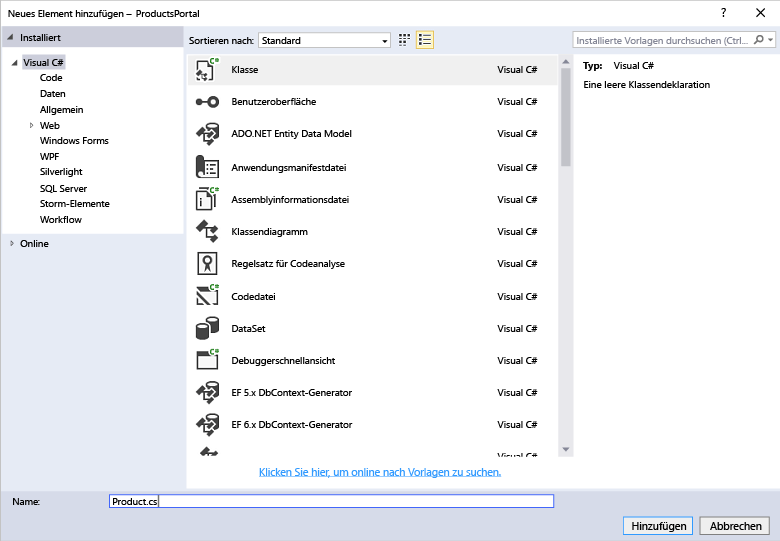 Neues Element hinzufügen – ProductsPortal
Installiert
Sortieren nach: Standard
Installierte Vorlagen durchsuchen (Ctrl...
Visual C#
Code
Daten
Allgemein
Web
Windows Forms
WPF
Silverlight
SQL Server
Storm-Elemente
Workflow
Online
Klasse Visual C#
Benutzeroberfläche Visual C#
ADO.NET Entity Data Model Visual C#
Anwendungsmanifestdatei Visual C#
Assemblyinformationsdatei Visual C#
Klassendiagramm Visual C#
Regelsatz für Codeanalyse Visual C#
Codedatei Visual C#
DataSet Visual C#
Debuggerschnellansicht Visual C#
EF 5.x DbContext-Generator Visual C#
EF 6.x DbContext-Generator Visual C#
Klicken Sie hier, um online nach Vorlagen zu suchen.
Typ: Visual C#
Eine leere Klassendeklaration
Name: Product.cs
Hinzufügen Abbrechen